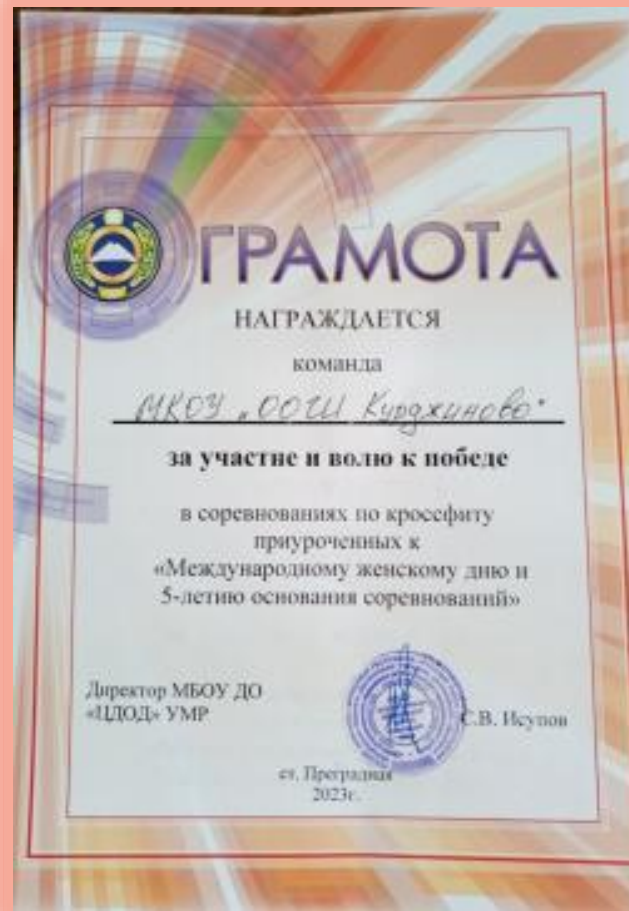 ГРАМОТА
НАГРАЖДАЕТСЯ
команда
МКОУ „ООГИ Курджиново"
за участие и волю к победе
в соревнованиях по кроссфиту
приуроченных к
«Международному женскому дню и
5-летию основания соревнований»
Директор МБОУ ДО
«ЦДОД» УМР
С.В. Исупов
ст. Преградная
2023г.